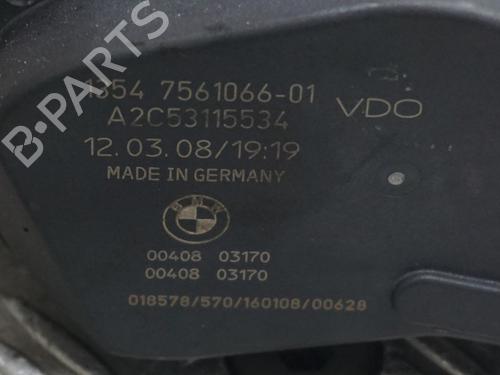 1354 7561066-01
VDO
A2C53115534
12.03.08/19:19
MADE IN GERMANY
BMW
00408 03170
00408 03170
018578/570/160108/00628
B-PARTS